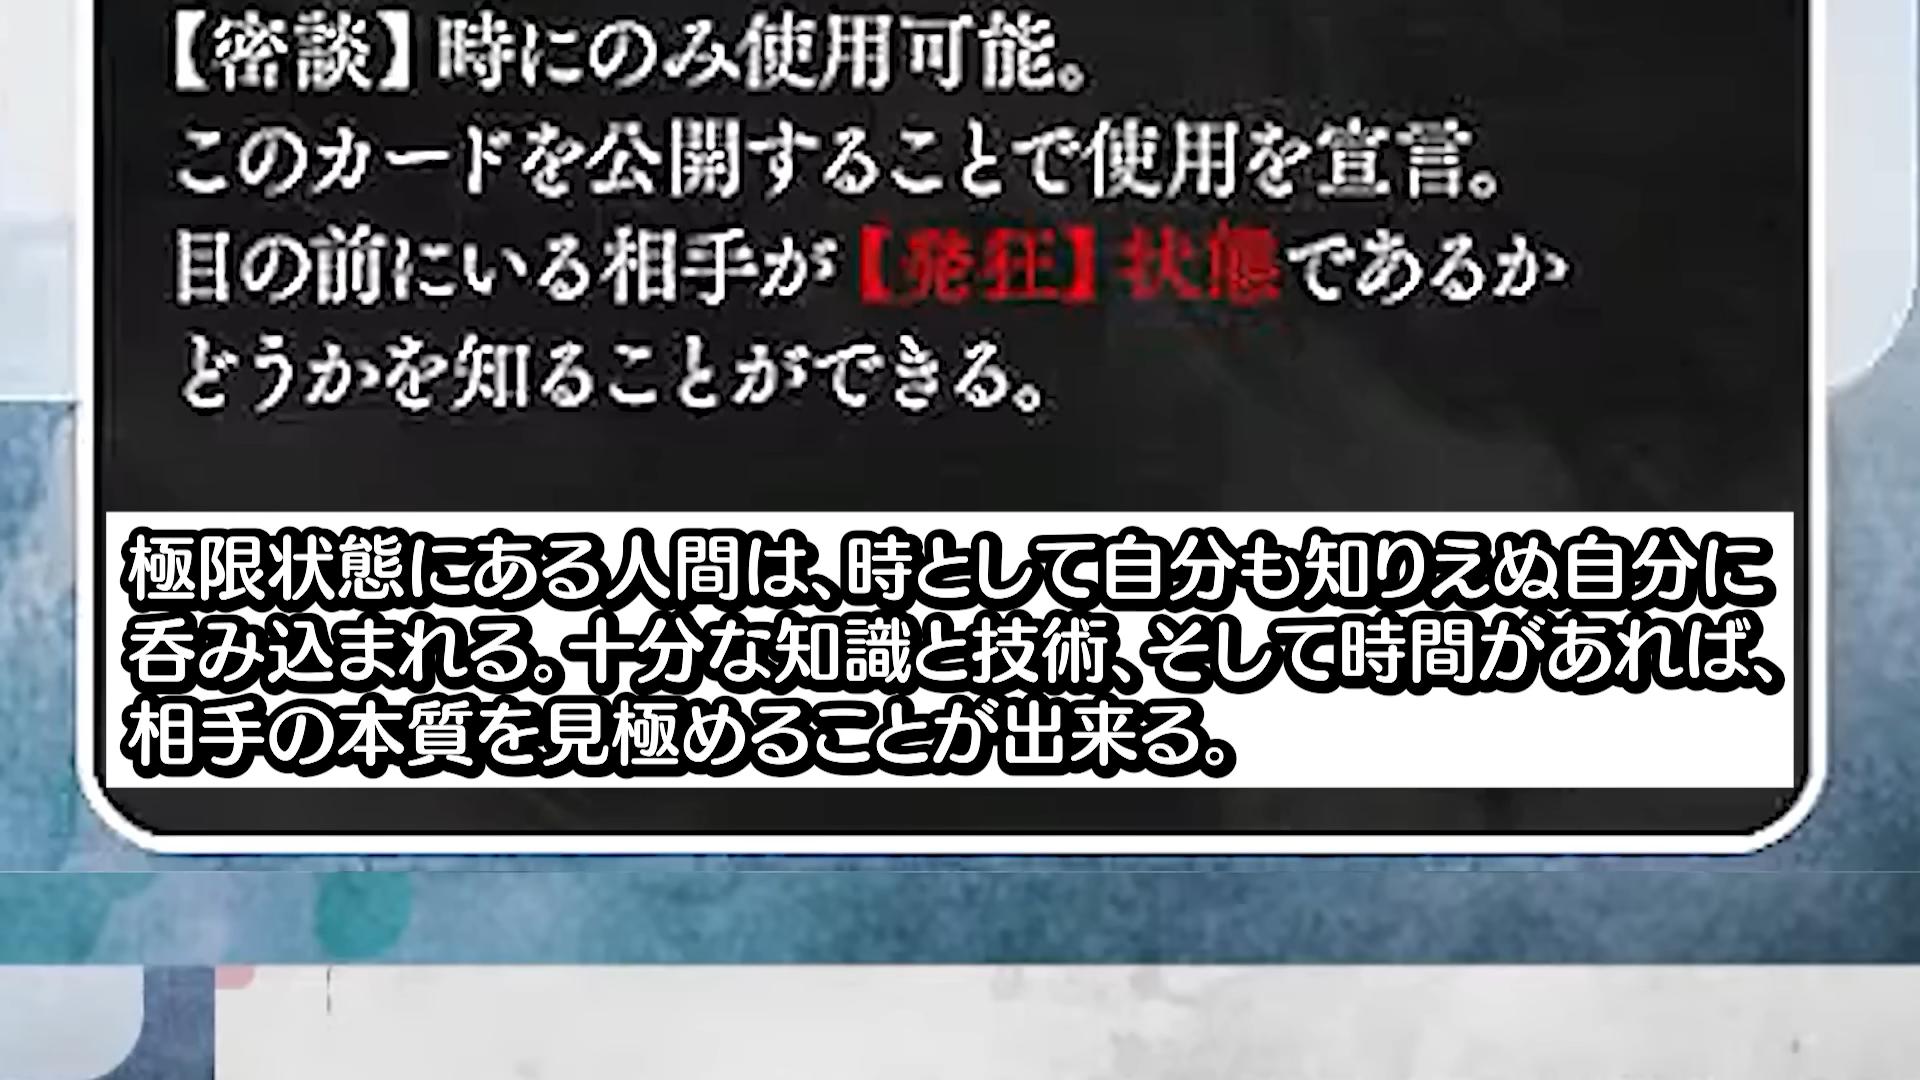 【密談】時にのみ使用可能。
このカードを公開することで使用を宣言。
目の前にいる相手が【発狂】状態であるか
どうかを知ることができる。
極限状態にある人間は、時として自分も知りえぬ自分に
呑み込まれる。十分な知識と技術、そして時間があれば、
相手の本質を見極めることが出来る。